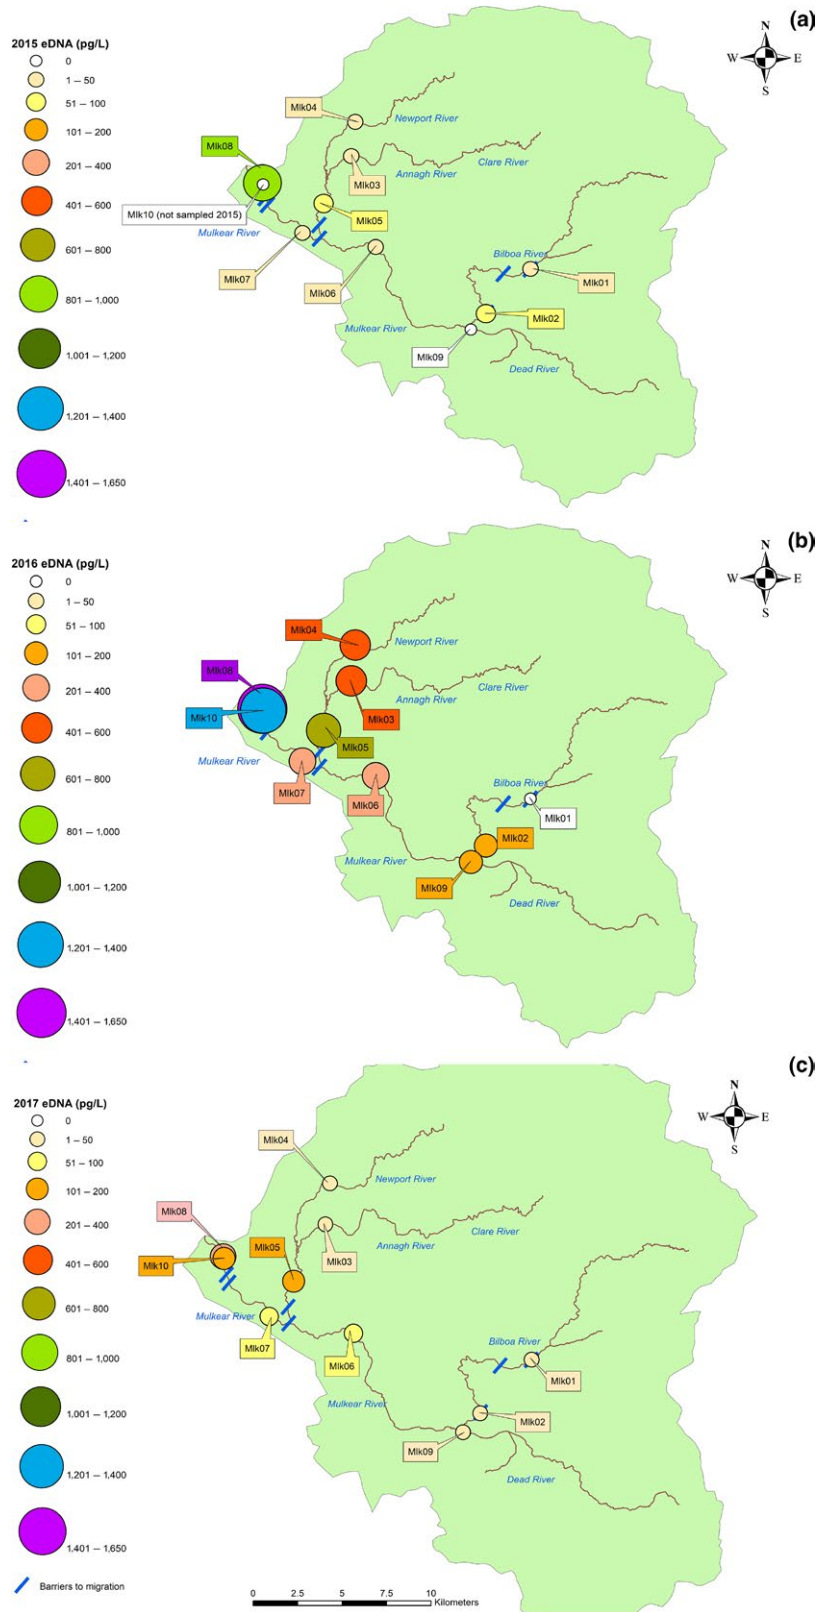 (a)
2015 eDNA (pg/L)
0
1 – 50
51 – 100
101 – 200
201 – 400
401 – 600
601 – 800
801 – 1,000
1,001 – 1,200
1,201 – 1,400
1,401 – 1,650
N
W E
S
Mlk04
Newport River
Mlk08
Clare River
Mlk03
Annagh River
Mlk10 (not sampled 2015)
Mlk05
Mulkear River
Bilboa River
Mlk07
Mlk01
Mlk06
Mlk02
Mulkear River
Mlk09
Dead River
(b)
2016 eDNA (pg/L)
0
1 – 50
51 – 100
101 – 200
201 – 400
401 – 600
601 – 800
801 – 1,000
1,001 – 1,200
1,201 – 1,400
1,401 – 1,650
N
W E
S
Mlk04
Newport River
Clare River
Mlk08
Annagh River
Mlk10
Mlk03
Mlk05
Mulkear River
Bilboa River
Mlk07
Mlk06
Mlk01
Mlk02
Mulkear River
Mlk09
Dead River
(c)
2017 eDNA (pg/L)
0
1 – 50
51 – 100
101 – 200
201 – 400
401 – 600
601 – 800
801 – 1,000
1,001 – 1,200
1,201 – 1,400
1,401 – 1,650
Barriers to migration
N
W E
S
Mlk04
Newport River
Mlk08
Clare River
Mlk05
Annagh River
Mlk03
Mlk10
Mulkear River
Bilboa River
Mlk07
Mlk06
Mlk01
Mulkear River
Mlk02
Mlk09
Dead River
0 2.5 5 7.5 10
Kilometers